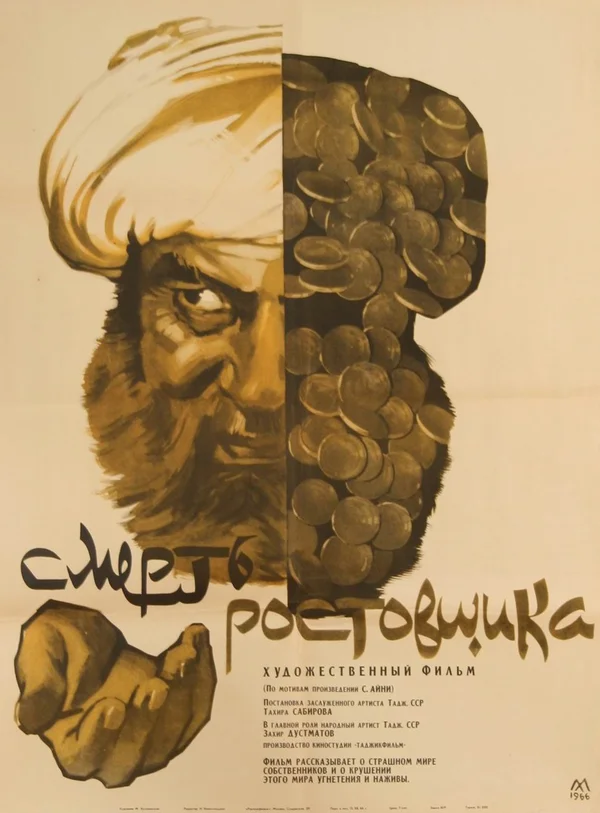 смерть
ростовщика
ХУДОЖЕСТВЕННЫЙ ФИЛЬМ
(По мотивам произведений С. АЙНИ)
Постановка заслуженного артиста Тадж. ССР
Тахира САБИРОВА
В главной роли народный артист Тадж. ССР
Захир ДУСТМАТОВ
производство киностудии «таджикфильм»
Фильм рассказывает о страшном мире
собственников и о крушении
этого мира угнетения и наживы.
1966